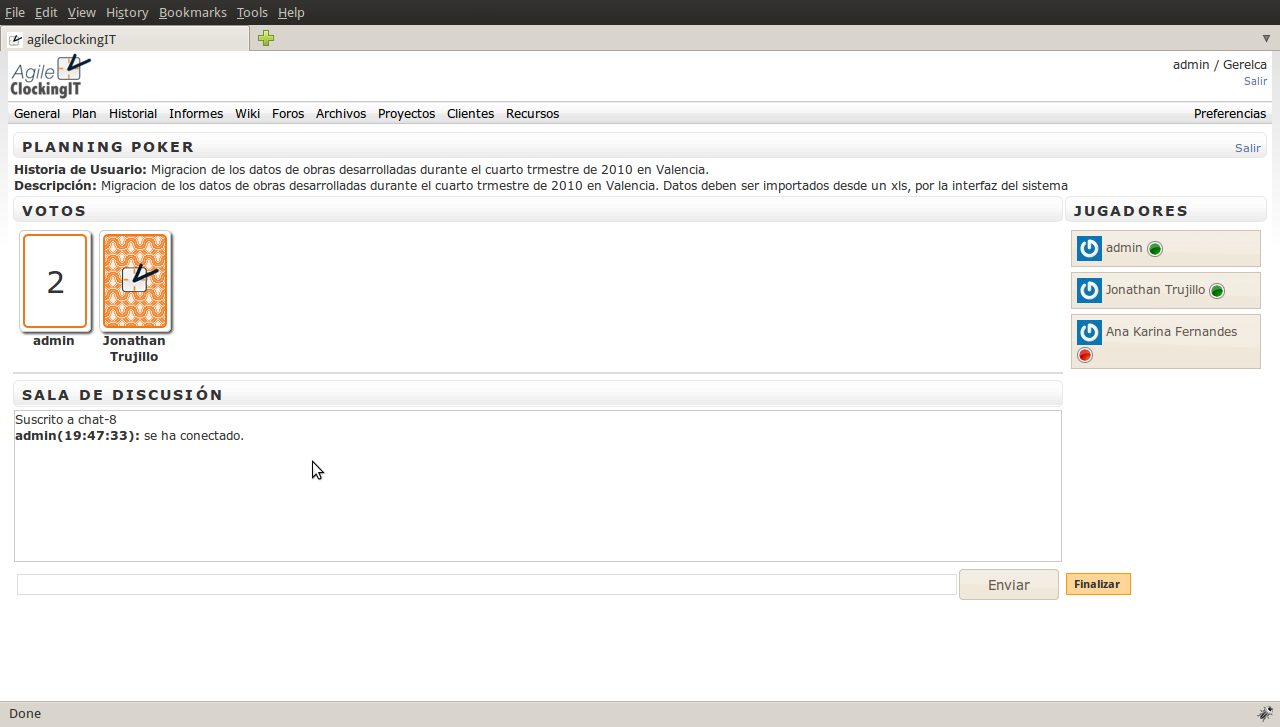 File Edit View History Bookmarks Tools Help
agileClockingIT
Agile
ClockingIT
admin / Gerelca
Salir
General Plan Historial Informes Wiki Foros Archivos Proyectos Clientes Recursos Preferencias
PLANNING POKER
Salir
Historia de Usuario: Migracion de los datos de obras desarrolladas durante el cuarto trmestre de 2010 en Valencia.
Descripción: Migracion de los datos de obras desarrolladas durante el cuarto trmestre de 2010 en Valencia. Datos deben ser importados desde un xls, por la interfaz del sistema
VOTOS
2
admin
Jonathan
Trujillo
JUGADORES
admin
Jonathan Trujillo
Ana Karina Fernandes
SALA DE DISCUSIÓN
Suscrito a chat-8
admin(19:47:33): se ha conectado.
Enviar
Finalizar
Done